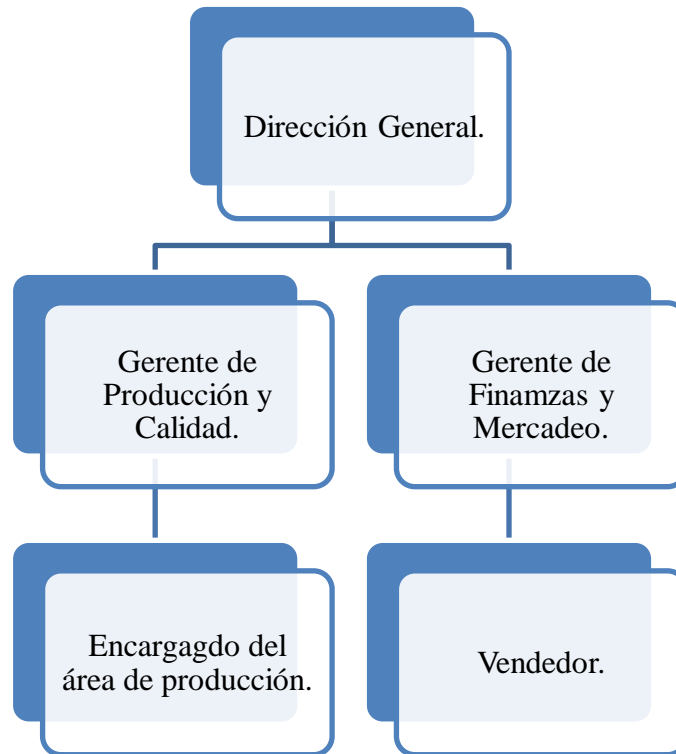 Dirección General.
Gerente de
Producción y
Calidad.
Gerente de
Finamzas y
Mercadeo.
Encargagdo del
área de producción.
Vendedor.